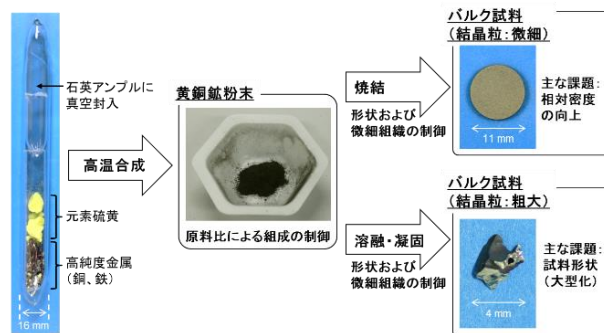 石英アンプルに
真空封入
元素硫黄
高純度金属
(銅、鉄)
16 mm
高温合成
黄銅鉱粉末
原料比による組成の制御
焼結
形状および
微細組織の制御
バルク試料
(結晶粒:微細)
11 mm
主な課題:
相対密度
の向上
溶融・凝固
形状および
微細組織の制御
バルク試料
(結晶粒:粗大)
4 mm
主な課題:
試料形状
(大型化)